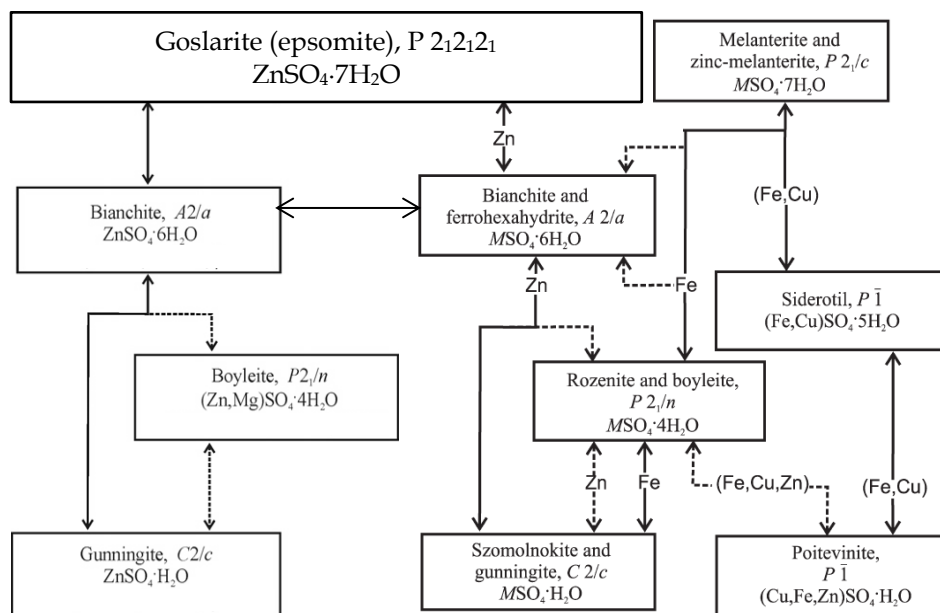 Goslarite (epsomite), P 2₁2₁2₁
ZnSO₄·7H₂O
Melanterite and
zinc-melanterite, P 2₁/c
MSO₄·7H₂O
Zn
(Fe,Cu)
Bianchite, A2/a
ZnSO₄·6H₂O
Bianchite and
ferrohexahydrite, A 2/a
MSO₄·6H₂O
Zn
Fe
Siderotil, P 1̄
(Fe,Cu)SO₄·5H₂O
Boyleite, P2₁/n
(Zn,Mg)SO₄·4H₂O
Rozenite and boyleite,
P 2₁/n
MSO₄·4H₂O
Zn
Fe
(Fe,Cu,Zn)
(Fe,Cu)
Gunningite, C2/c
ZnSO₄·H₂O
Szomolnokite and
gunningite, C 2/c
MSO₄·H₂O
Poitevinite,
P 1̄
(Cu,Fe,Zn)SO₄·H₂O